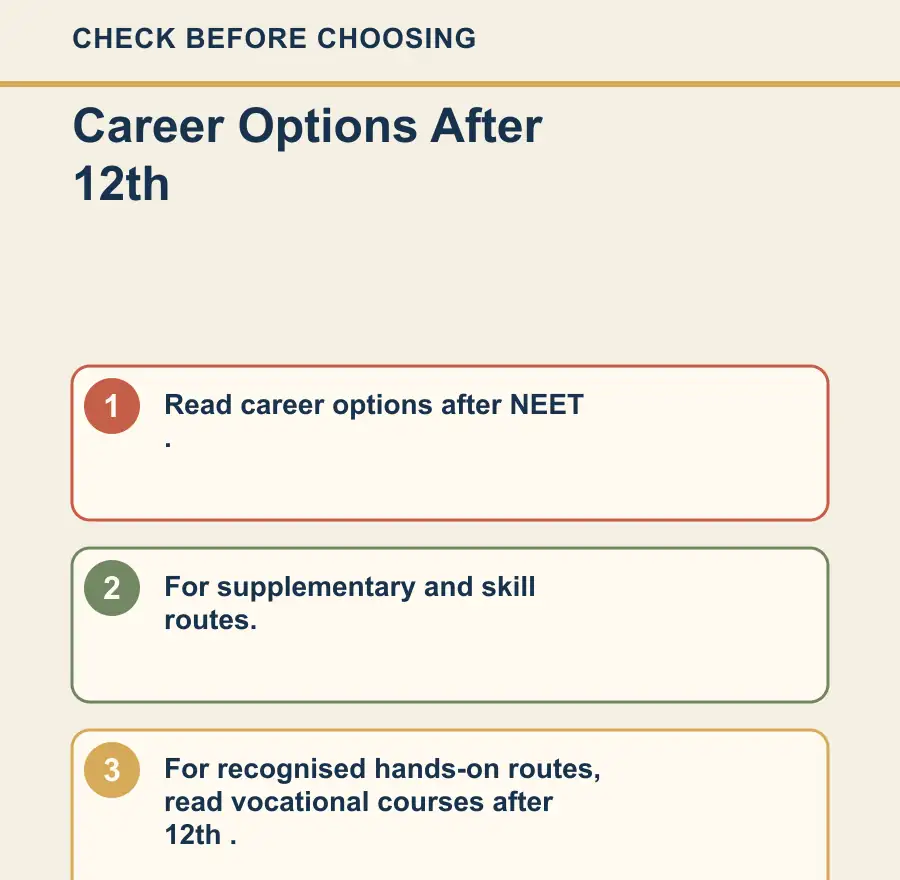 CHECK BEFORE CHOOSING
Career Options After
12th
1
Read career options after NEET
.
2
For supplementary and skill
routes.
3
For recognised hands-on routes,
read vocational courses after
12th .